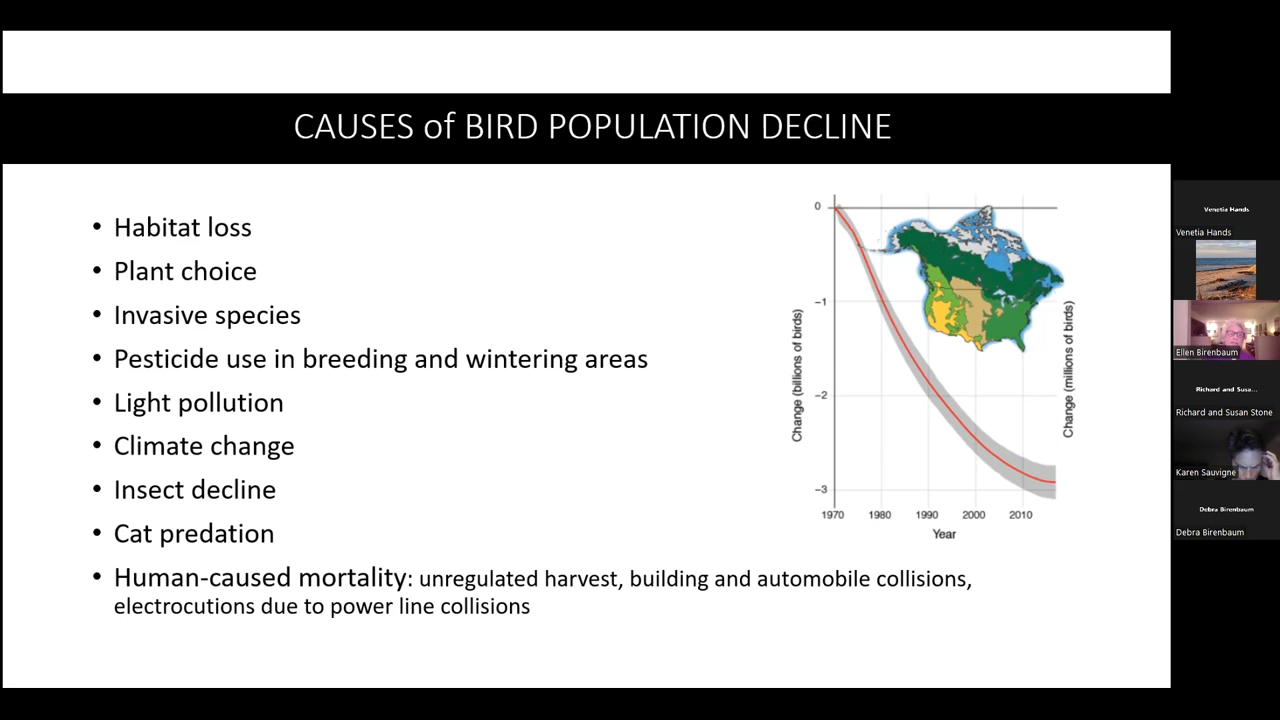 CAUSES of BIRD POPULATION DECLINE
• Habitat loss
• Plant choice
• Invasive species
• Pesticide use in breeding and wintering areas
• Light pollution
• Climate change
• Insect decline
• Cat predation
• Human-caused mortality: unregulated harvest, building and automobile collisions,
electrocutions due to power line collisions
Change (billions of birds)
0
−1
−2
−3
1970 1980 1990 2000 2010
Year
Change (millions of birds)
Venetia Hands
Venetia Hands
Ellen Birenbaum
Richard and Susa...
Richard and Susan Stone
Karen Sauvigne
Debra Birenbaum
Debra Birenbaum